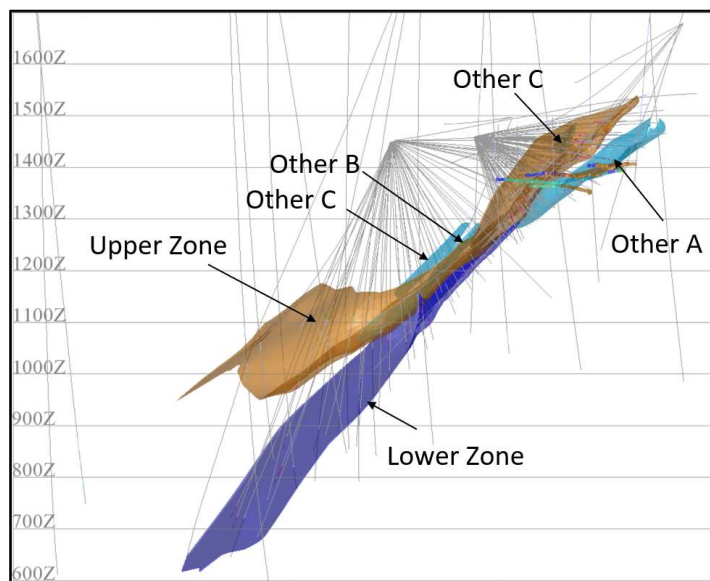 1600Z
Other C
1500Z
1400Z
Other B
Other C
1300Z
Upper Zone
Other A
1200Z
1100Z
1000Z
900Z
Lower Zone
800Z
700Z
600Z